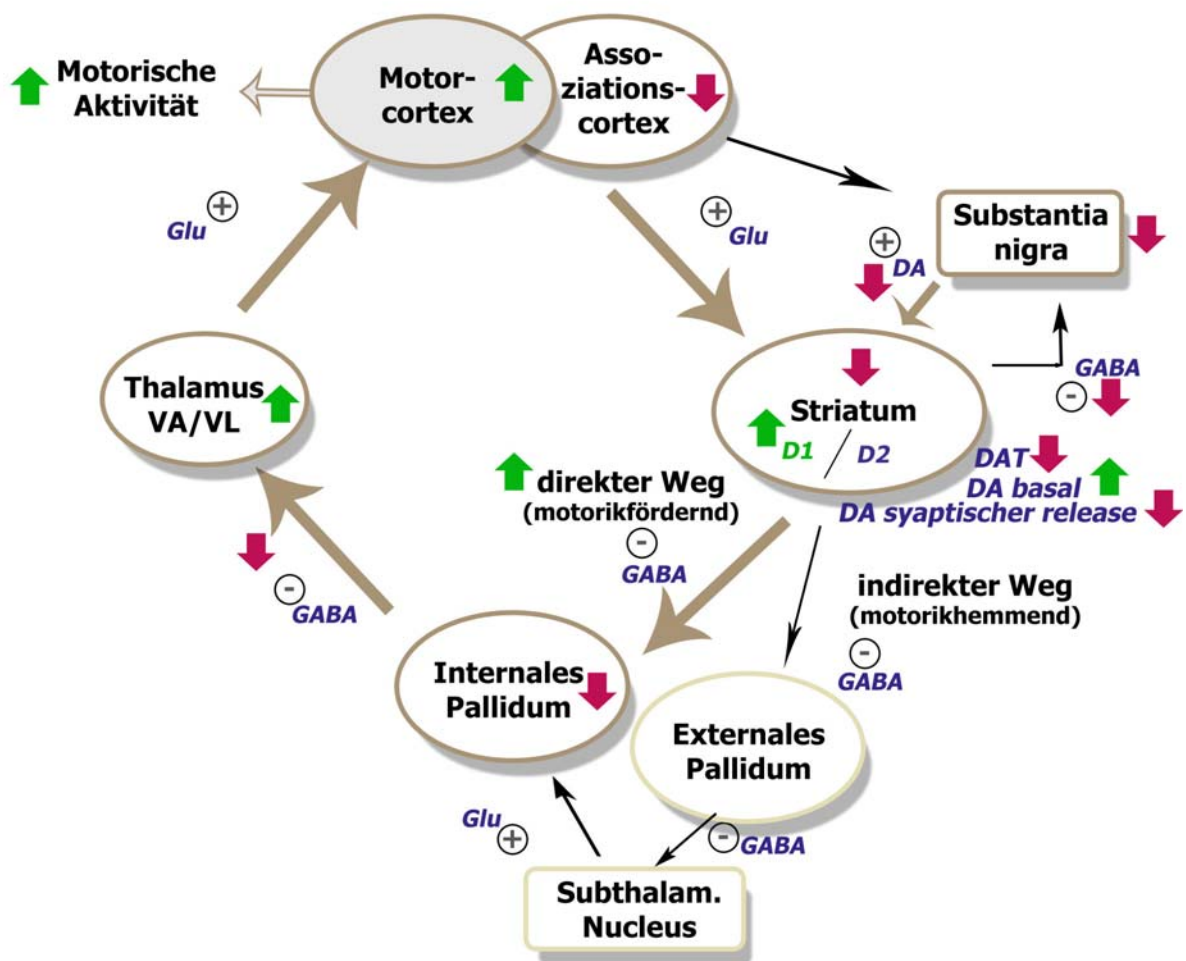 Motorische
Aktivität
Motor-
cortex
Asso-
ziations-
cortex
Glu
+
+
Glu
Substantia
nigra
+
DA
Thalamus
VA/VL
Striatum
D1 / D2
GABA
-
DAT
DA basal
DA syaptischer release
direkter Weg
(motorikfördernd)
-
GABA
-
GABA
indirekter Weg
(motorikhemmend)
-
GABA
Internales
Pallidum
Externales
Pallidum
Glu
+
-
GABA
Subthalam.
Nucleus